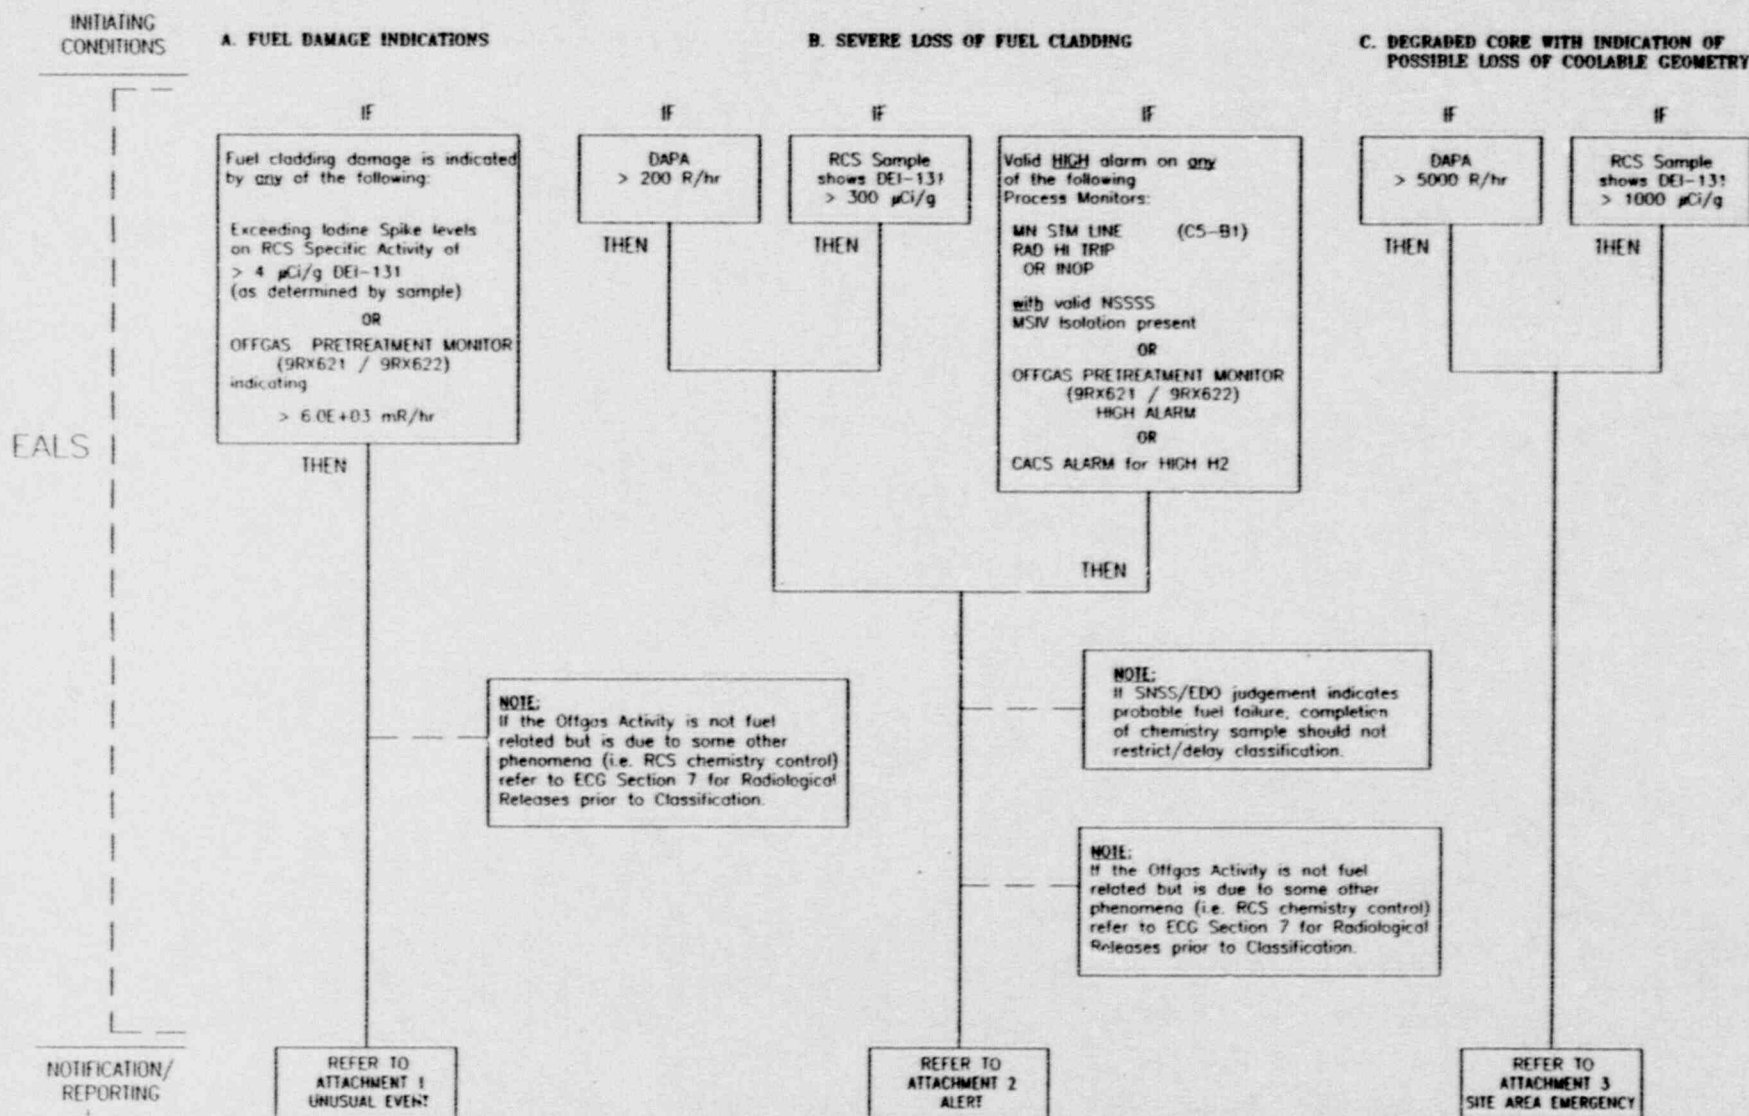 INITIATING
CONDITIONS
A. FUEL DAMAGE INDICATIONS
B. SEVERE LOSS OF FUEL CLADDING
C. DEGRADED CORE WITH INDICATION OF
POSSIBLE LOSS OF COOLABLE GEOMETRY
EALS
IF
Fuel cladding damage is indicated
by any of the following:
Exceeding Iodine Spike levels
on RCS Specific Activity of
> 4 µCi/g DEI-131
(as determined by sample)
OR
OFFGAS PRETREATMENT MONITOR
(9RX621 / 9RX622)
indicating
> 6.0E+03 mR/hr
THEN
NOTE:
If the Offgas Activity is not fuel
related but is due to some other
phenomena (i.e. RCS chemistry control)
refer to ECG Section 7 for Radiological
Releases prior to Classification.
IF
DAPA
> 200 R/hr
THEN
IF
RCS Sample
shows DEI-131
> 300 µCi/g
THEN
IF
Valid HIGH alarm on any
of the following
Process Monitors:
MN STM LINE (C5-B1)
RAD HI TRIP
OR INOP
with valid NSSSS
MSIV Isolation present
OR
OFFGAS PRETREATMENT MONITOR
(9RX621 / 9RX622)
HIGH ALARM
OR
CACS ALARM for HIGH H2
THEN
NOTE:
If SNSS/EDO judgement indicates
probable fuel failure, completion
of chemistry sample should not
restrict/delay classification.
NOTE:
If the Offgas Activity is not fuel
related but is due to some other
phenomena (i.e. RCS chemistry control)
refer to ECG Section 7 for Radiological
Releases prior to Classification.
IF
DAPA
> 5000 R/hr
THEN
IF
RCS Sample
shows DEI-131
> 1000 µCi/g
THEN
NOTIFICATION/
REPORTING
REFER TO
ATTACHMENT 1
UNUSUAL EVENT
REFER TO
ATTACHMENT 2
ALERT
REFER TO
ATTACHMENT 3
SITE AREA EMERGENCY